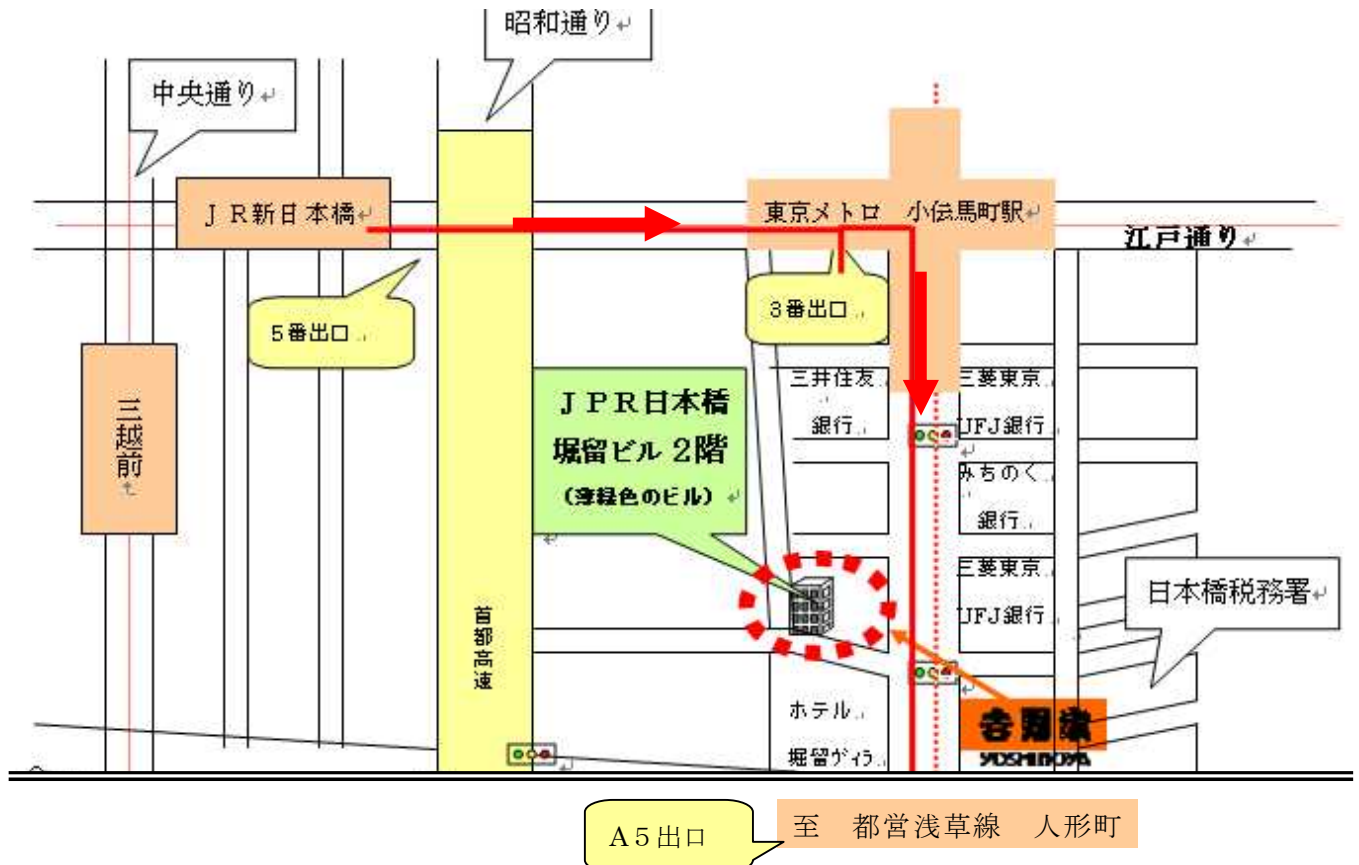 昭和通り
中央通り
ＪＲ新日本橋
東京メトロ　小伝馬町駅
江戸通り
５番出口
３番出口
三越前
ＪＰＲ日本橋
堀留ビル ２階
（薄緑色のビル）
三井住友
銀行
三菱東京
UFJ銀行
みちのく
銀行
三菱東京
UFJ銀行
日本橋税務署
首都高速
ホテル
堀留ヴィラ
吉野家
YOSHINOYA
Ａ５出口
至　都営浅草線　人形町